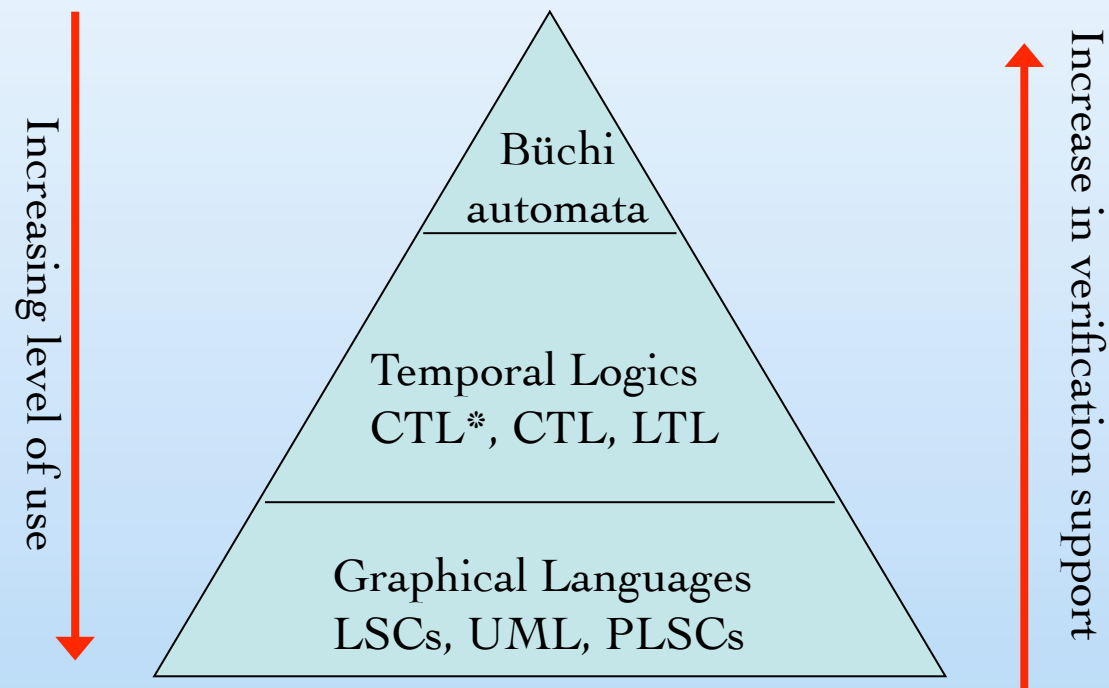 Increasing level of use
Büchi
automata
Temporal Logics
CTL*, CTL, LTL
Graphical Languages
LSCs, UML, PLSCs
Increase in verification support